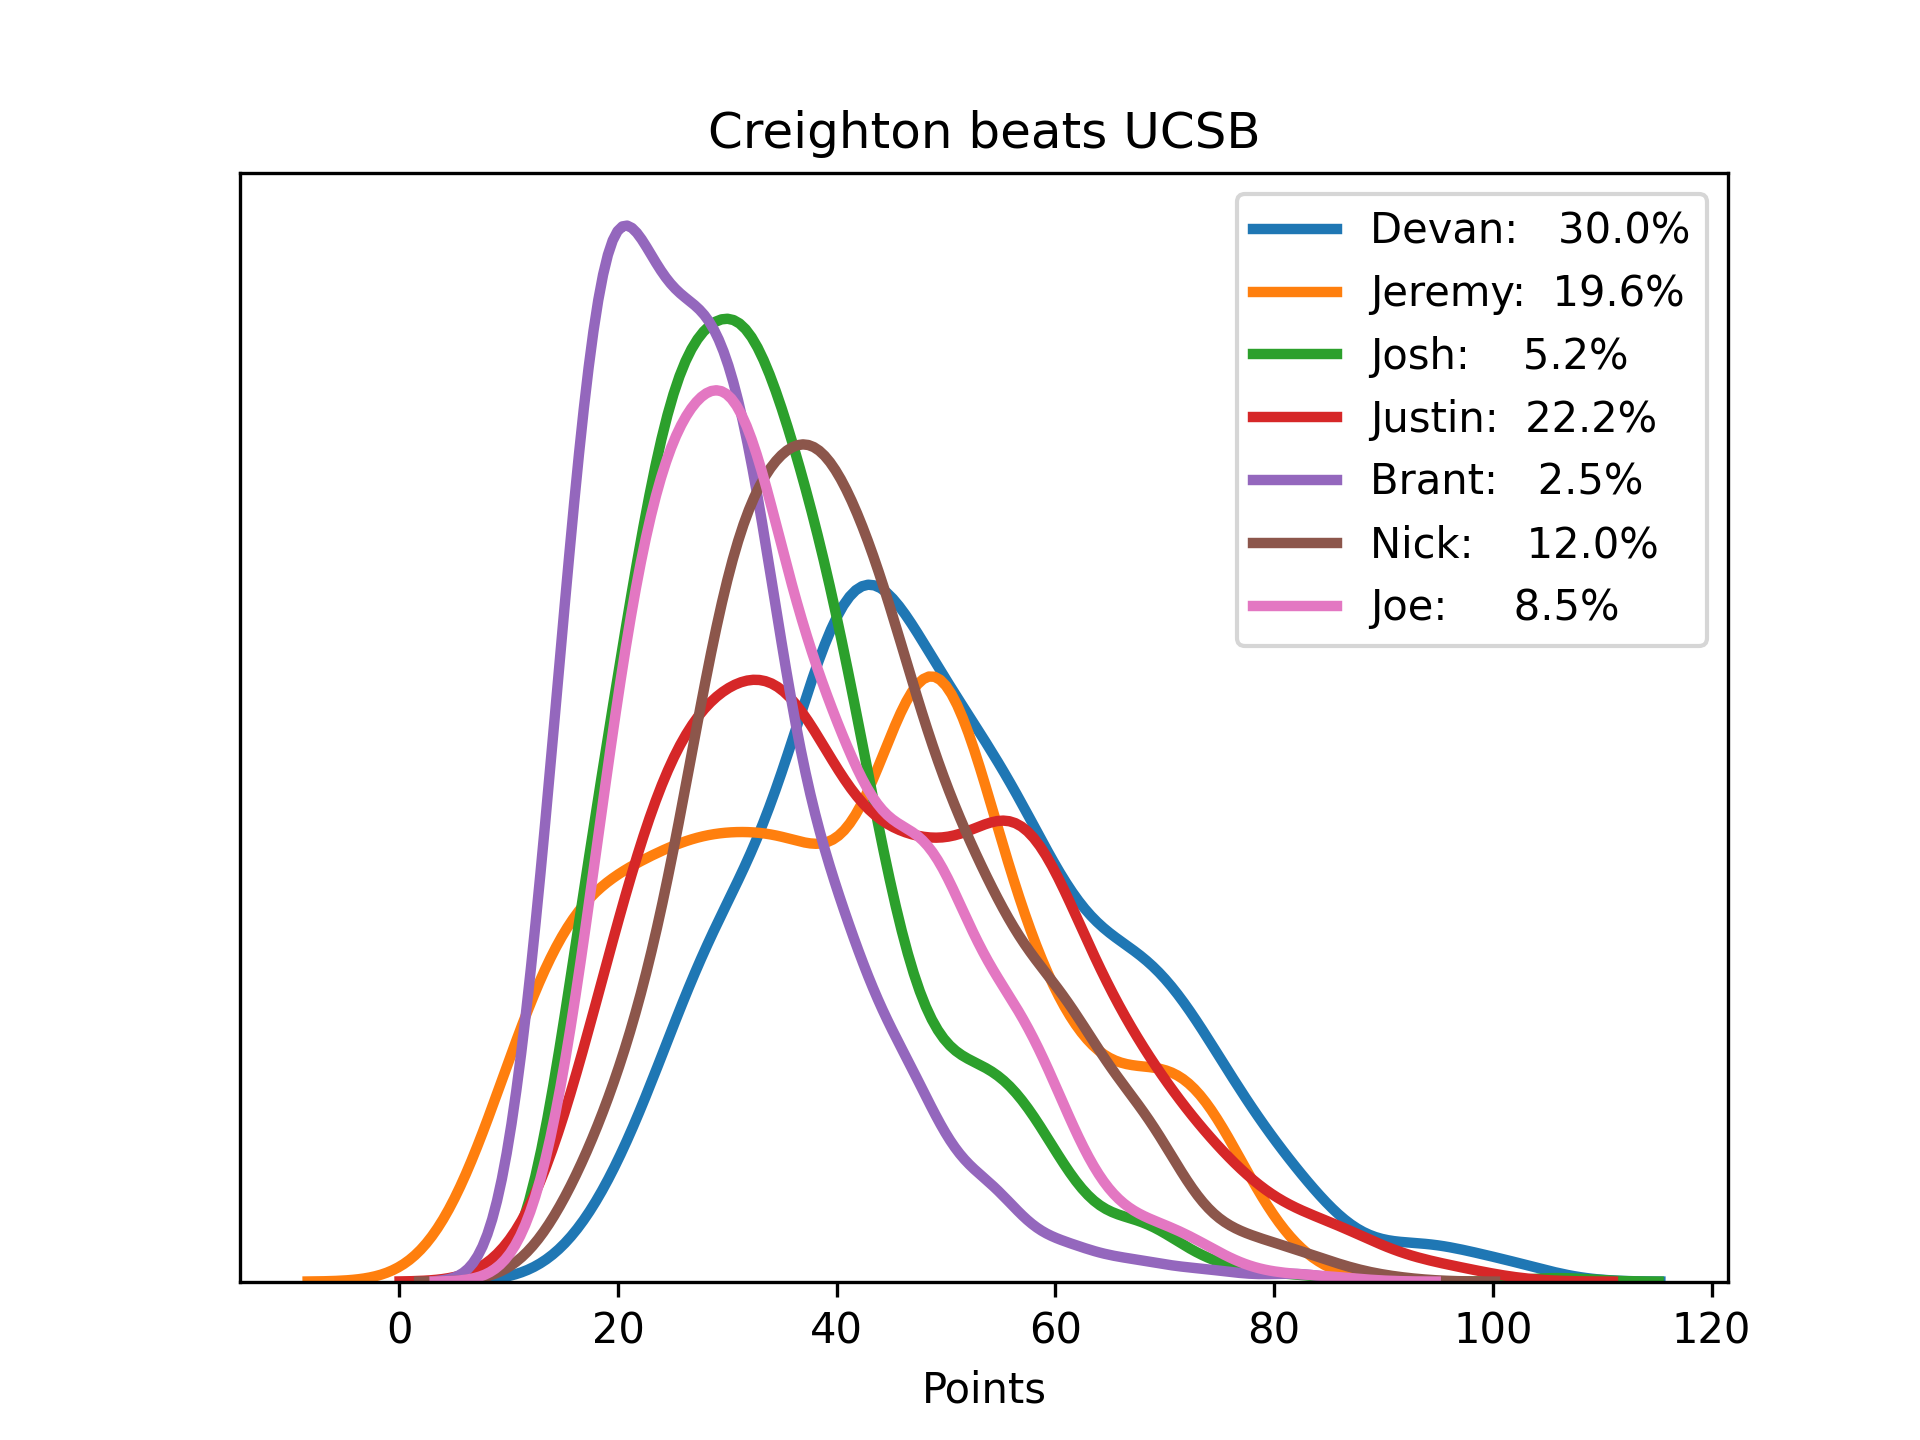 Creighton beats UCSB
Devan: 30.0%
Jeremy: 19.6%
Josh: 5.2%
Justin: 22.2%
Brant: 2.5%
Nick: 12.0%
Joe: 8.5%
0 20 40 60 80 100 120
Points